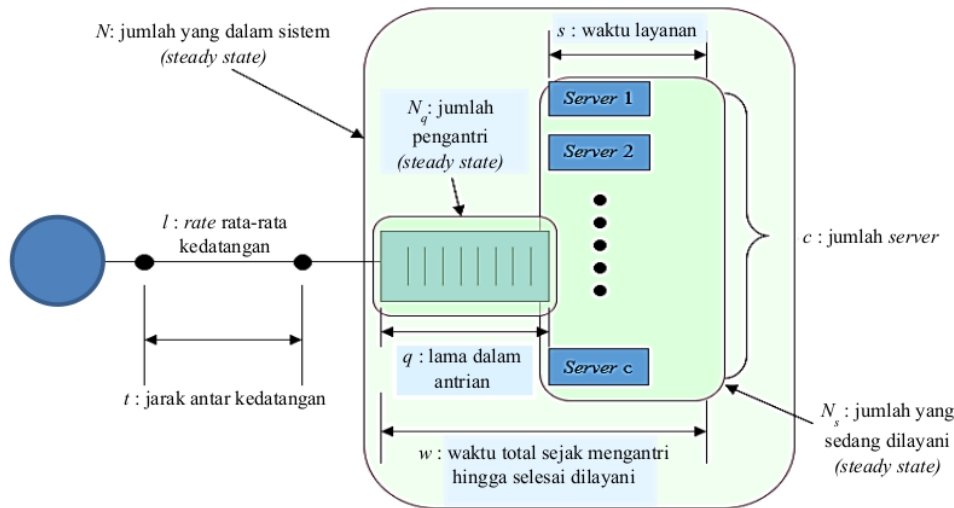 N: jumlah yang dalam sistem
(steady state)
s : waktu layanan
Server 1
N_q: jumlah
pengantri
(steady state)
Server 2
l : rate rata-rata
kedatangan
c : jumlah server
q : lama dalam
antrian
Server c
t : jarak antar kedatangan
N_s : jumlah yang
sedang dilayani
(steady state)
w : waktu total sejak mengantri
hingga selesai dilayani